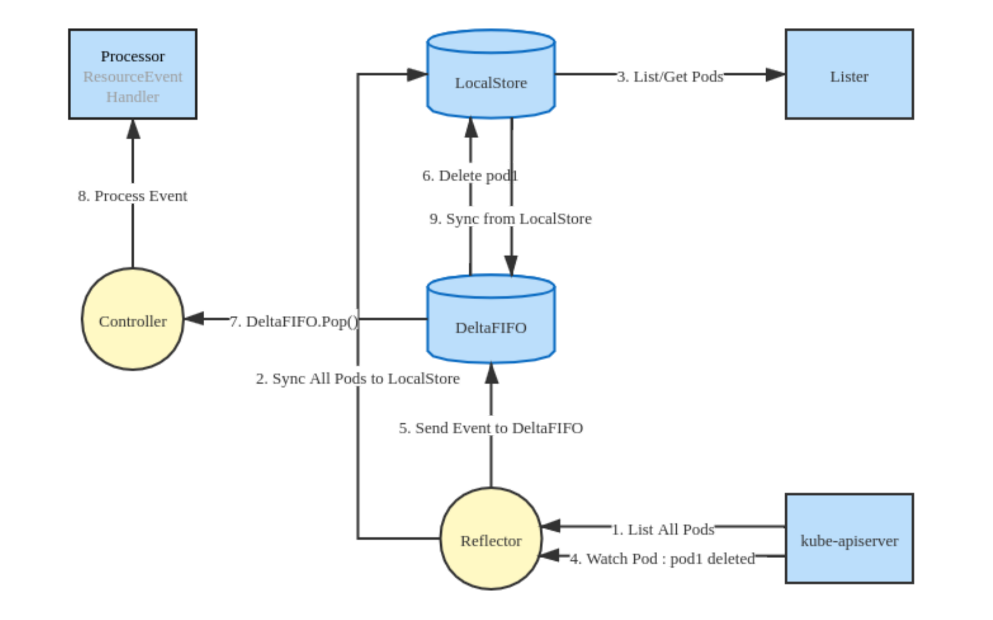 Processor
ResourceEvent
Handler
LocalStore
3. List/Get Pods
Lister
6. Delete pod1
8. Process Event
9. Sync from LocalStore
Controller
7. DeltaFIFO.Pop()
DeltaFIFO
2. Sync All Pods to LocalStore
5. Send Event to DeltaFIFO
1. List All Pods
Reflector
kube-apiserver
4. Watch Pod : pod1 deleted